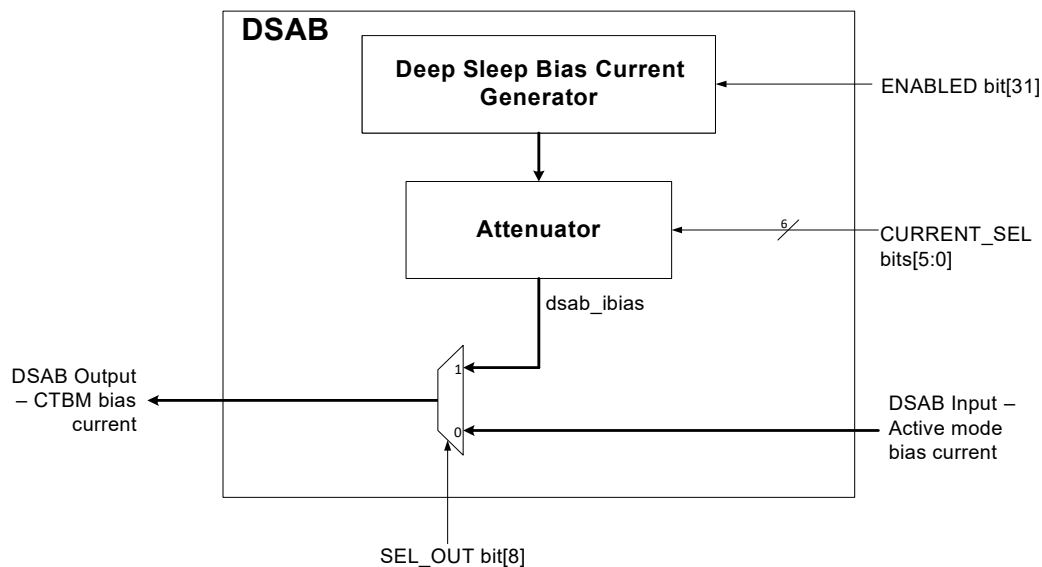 DSAB
Deep Sleep Bias Current
Generator
ENABLED bit[31]
Attenuator
6
CURRENT_SEL
bits[5:0]
dsab_ibias
1
DSAB Output
– CTBM bias
current
0
DSAB Input –
Active mode
bias current
SEL_OUT bit[8]